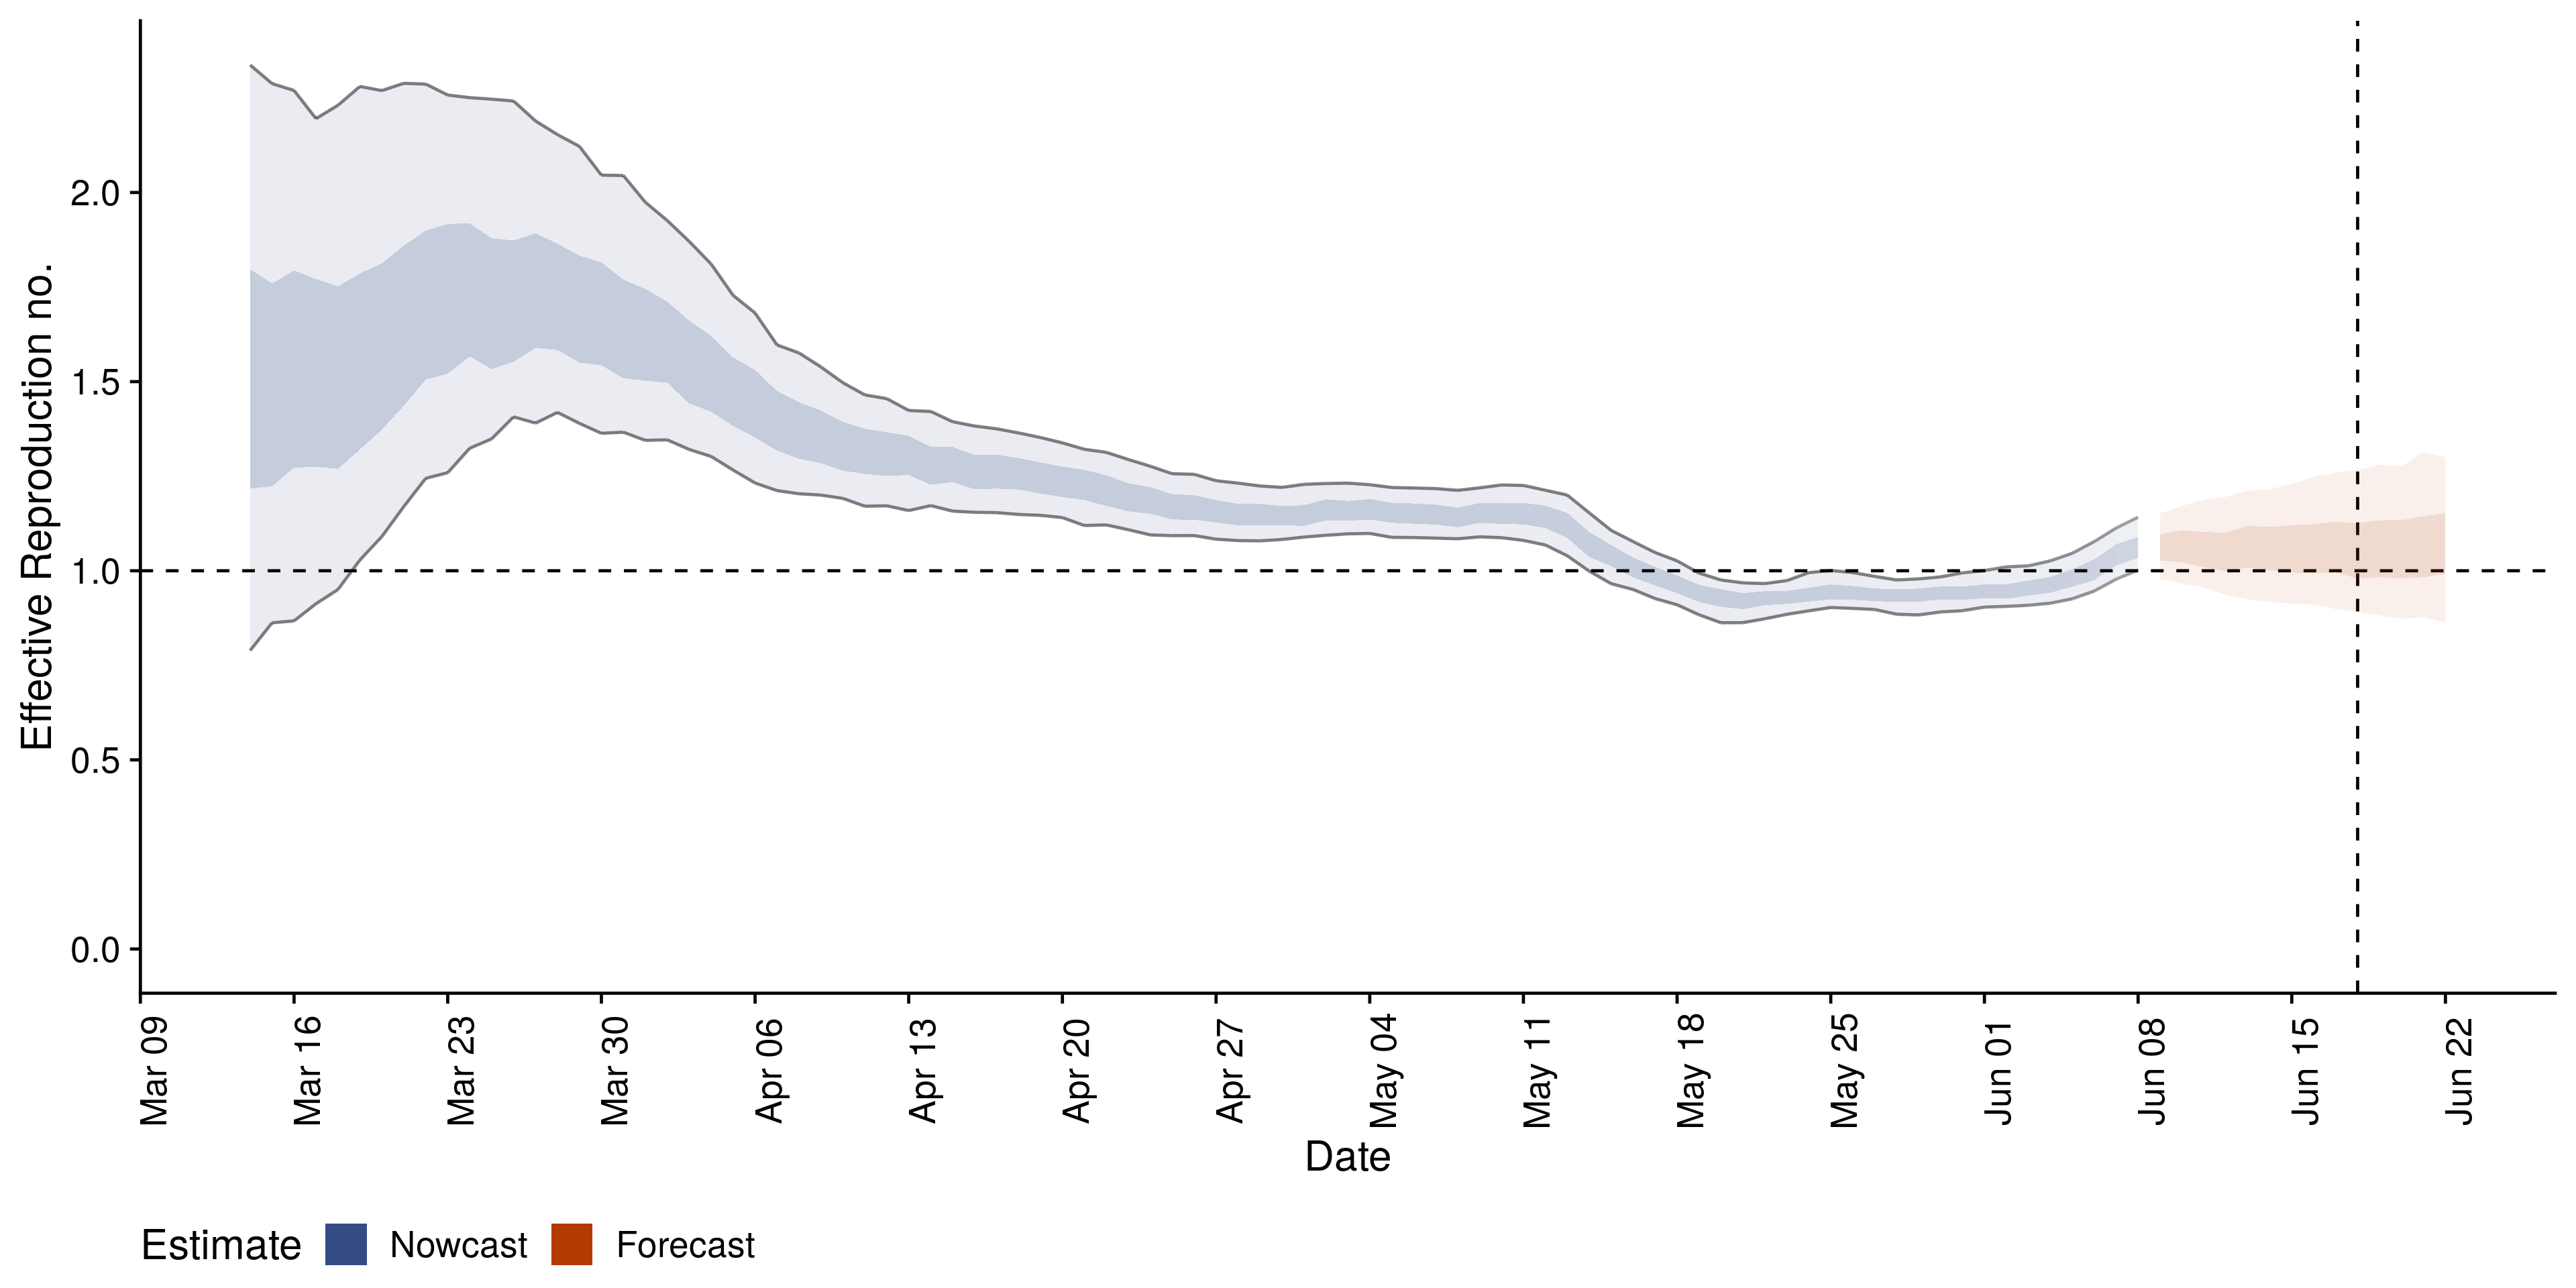 Effective Reproduction no.
2.0
1.5
1.0
0.5
0.0
Mar 09
Mar 16
Mar 23
Mar 30
Apr 06
Apr 13
Apr 20
Apr 27
May 04
May 11
May 18
May 25
Jun 01
Jun 08
Jun 15
Jun 22
Date
Estimate Nowcast Forecast